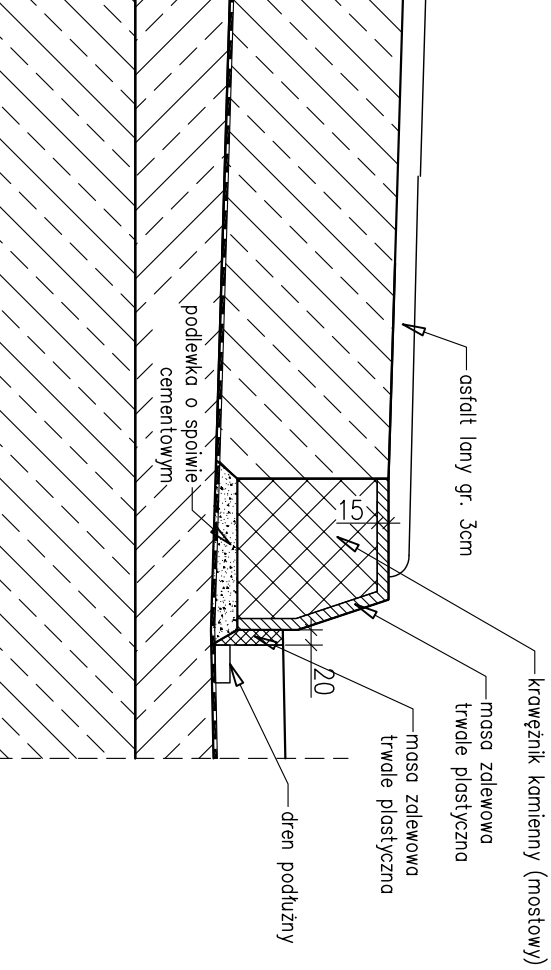 krawężnik kamienny (mostowy)
masa zalewowa
trwale plastyczna
asfalt lany gr. 3cm
masa zalewowa
trwale plastyczna
15
20
dren podłużny
podlewka o spoiwie
cementowym